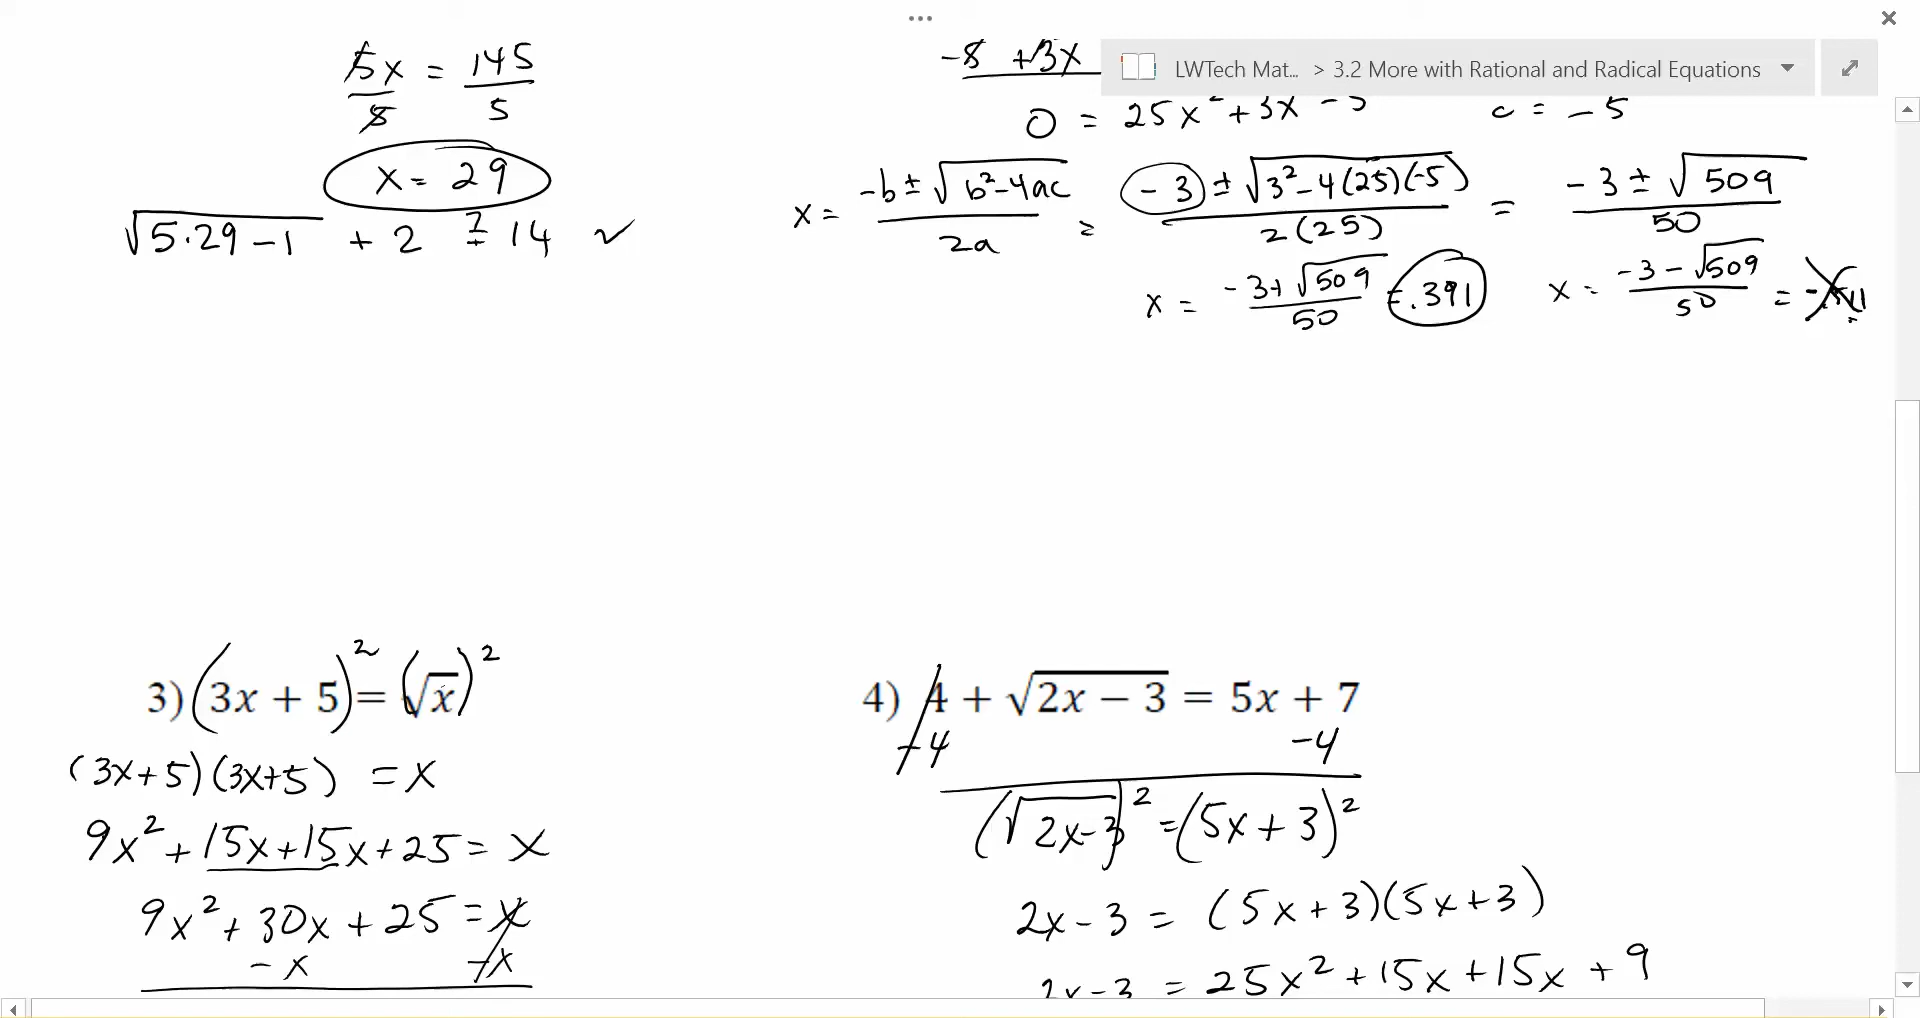 LWTech Mat... > 3.2 More with Rational and Radical Equations
5x = 145
5 5
x = 29
√5·29-1 + 2 ≟ 14 ✓
-8 +3x
0 = 25x² + 3x - 5 c = -5
x = -b ± √b²-4ac / 2a = -3 ± √3²-4(25)(-5) / 2(25) = -3 ± √509 / 50
x = -3+√509 / 50 = .391 x = -3-√509 / 50 =
3) (3x + 5)² = (√x)²
(3x+5)(3x+5) = x
9x² + 15x+15x+25 = x
9x² + 30x + 25 = x
-x -x
4) 4 + √2x − 3 = 5x + 7
-4 -4
(√2x-3)² = (5x+3)²
2x-3 = (5x+3)(5x+3)
2x-3 = 25x²+15x+15x+9